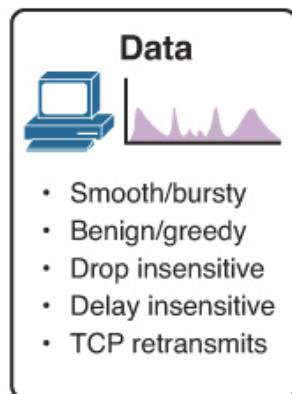 Data
• Smooth/bursty
• Benign/greedy
• Drop insensitive
• Delay insensitive
• TCP retransmits